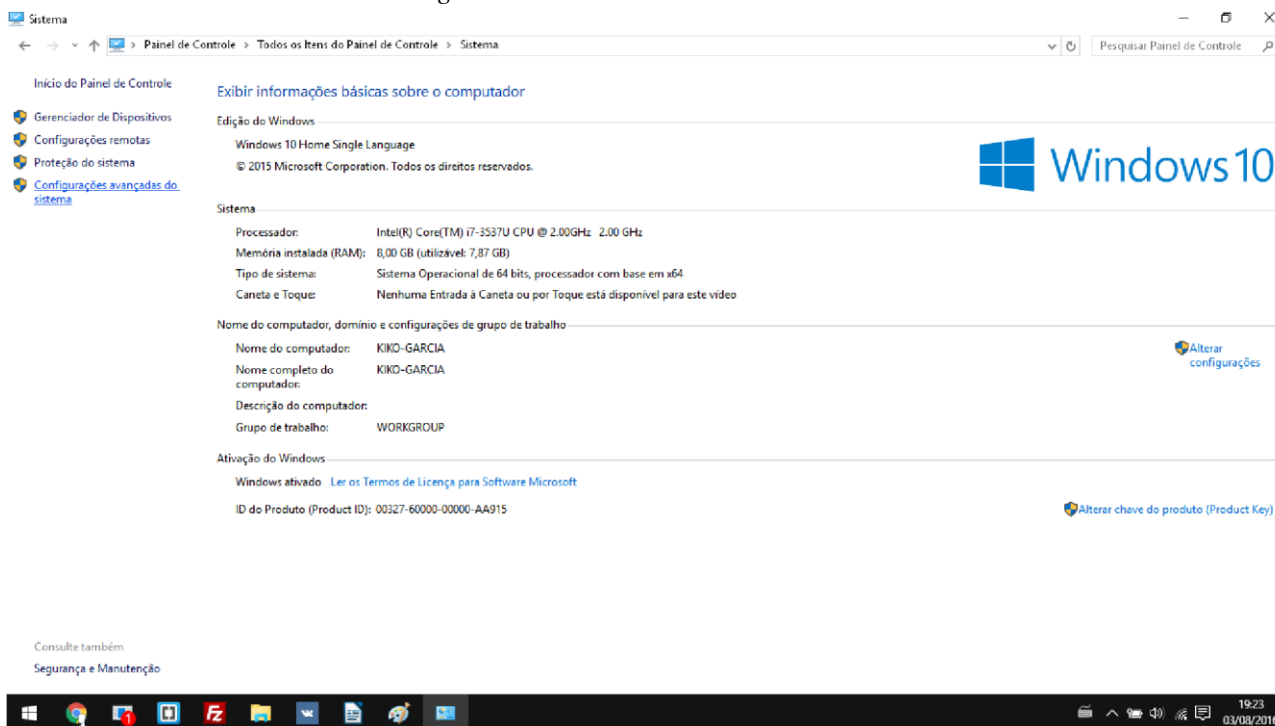 Sistema
Painel de Controle > Todos os Itens do Painel de Controle > Sistema
Pesquisar Painel de Controle
Início do Painel de Controle
Gerenciador de Dispositivos
Configurações remotas
Proteção do sistema
Configurações avançadas do
sistema
Exibir informações básicas sobre o computador
Edição do Windows
Windows 10 Home Single Language
© 2015 Microsoft Corporation. Todos os direitos reservados.
Windows 10
Sistema
Processador: Intel(R) Core(TM) i7-3537U CPU @ 2.00GHz 2.00 GHz
Memória instalada (RAM): 8,00 GB (utilizável: 7,87 GB)
Tipo de sistema: Sistema Operacional de 64 bits, processador com base em x64
Caneta e Toque: Nenhuma Entrada à Caneta ou por Toque está disponível para este vídeo
Nome do computador, domínio e configurações de grupo de trabalho
Nome do computador: KIKO-GARCIA
Nome completo do
computador: KIKO-GARCIA
Descrição do computador:
Grupo de trabalho: WORKGROUP
Alterar
configurações
Ativação do Windows
Windows ativado Ler os Termos de Licença para Software Microsoft
ID do Produto (Product ID): 00327-60000-00000-AA915
Alterar chave do produto (Product Key)
Consulte também
Segurança e Manutenção
19:23